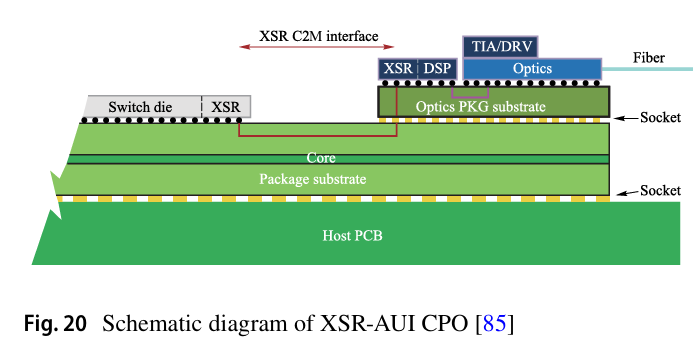 XSR C2M interface
TIA/DRV
XSR DSP
Optics
Fiber
Switch die XSR
Optics PKG substrate
Socket
Core
Package substrate
Socket
Host PCB
Fig. 20 Schematic diagram of XSR-AUI CPO [85]